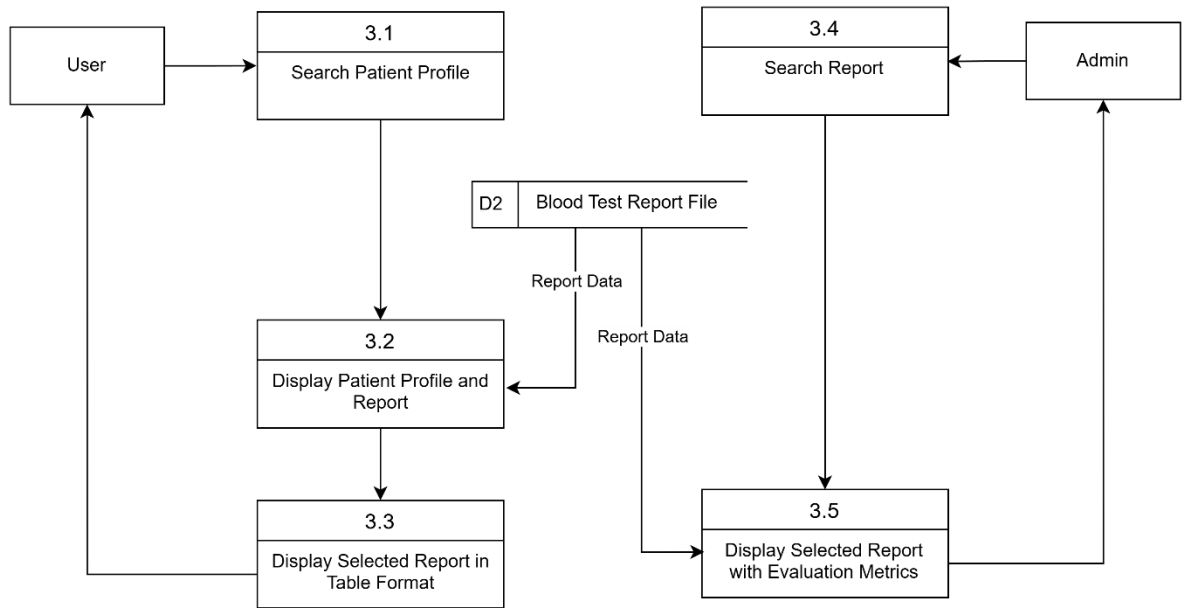 User
3.1
Search Patient Profile
3.4
Search Report
Admin
D2
Blood Test Report File
Report Data
Report Data
3.2
Display Patient Profile and
Report
3.3
Display Selected Report in
Table Format
3.5
Display Selected Report
with Evaluation Metrics